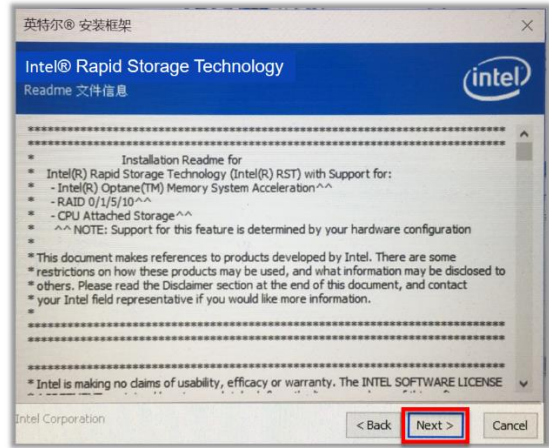 英特尔® 安装框架
Intel® Rapid Storage Technology
Readme 文件信息
intel
*******************************************************************************
*******************************************************************************
* Installation Readme for
* Intel(R) Rapid Storage Technology (Intel(R) RST) with Support for:
* - Intel(R) Optane(TM) Memory System Acceleration^^
* - RAID 0/1/5/10^^
* - CPU Attached Storage^^
* ^^ NOTE: Support for this feature is determined by your hardware configuration
*
* This document makes references to products developed by Intel. There are some
* restrictions on how these products may be used, and what information may be disclosed to
* others. Please read the Disclaimer section at the end of this document, and contact
* your Intel field representative if you would like more information.
*
*******************************************************************************
*******************************************************************************
*******************************************************************************
* Intel is making no claims of usability, efficacy or warranty. The INTEL SOFTWARE LICENSE
Intel Corporation
< Back
Next >
Cancel